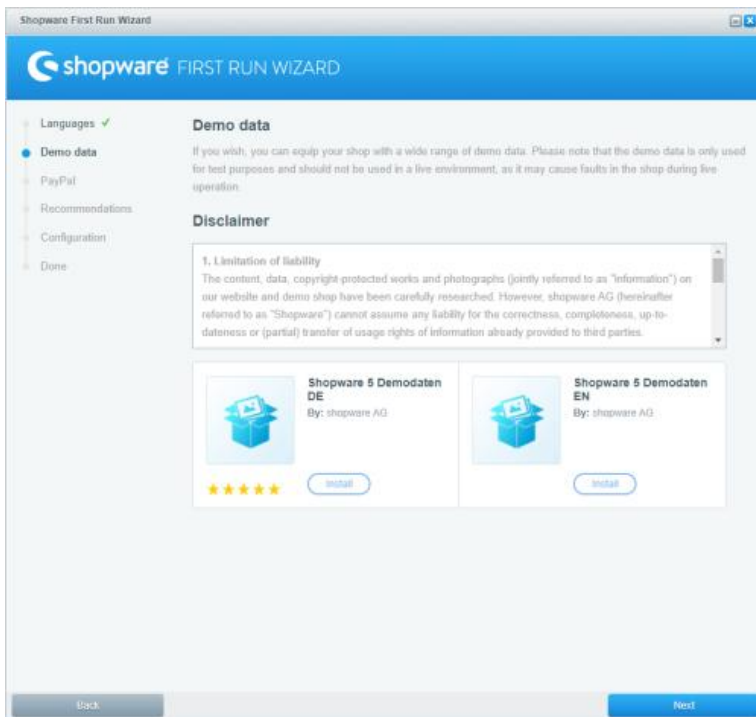 Shopware First Run Wizard
shopware FIRST RUN WIZARD
Languages
Demo data
PayPal
Recommendations
Configuration
Done
Demo data
If you wish, you can equip your shop with a wide range of demo data. Please note that the demo data is only used
for test purposes and should not be used in a live environment, as it may cause faults in the shop during live
operation.
Disclaimer
1. Limitation of liability
The content, data, copyright-protected works and photographs (jointly referred to as "information") on
our website and demo shop have been carefully researched. However, shopware AG (hereinafter
referred to as "Shopware") cannot assume any liability for the correctness, completeness, up-to-
dateness or (partial) transfer of usage rights of information already provided to third parties.
Shopware 5 Demodaten
DE
By: shopware AG
Install
Shopware 5 Demodaten
EN
By: shopware AG
Install
Back
Next